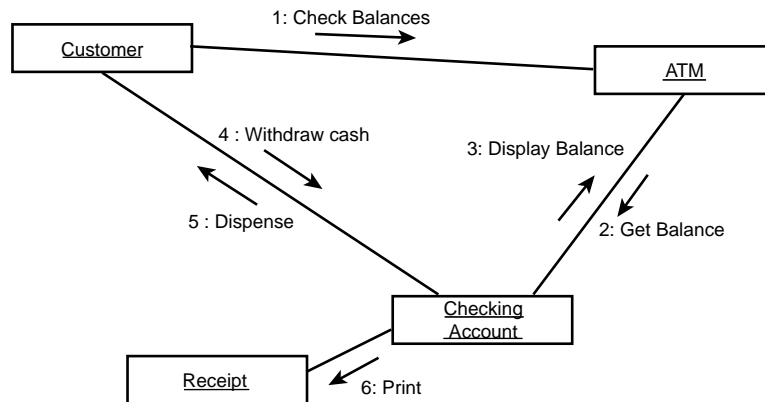 1: Check Balances
Customer
ATM
4 : Withdraw cash
3: Display Balance
5 : Dispense
2: Get Balance
Checking
Account
Receipt
6: Print